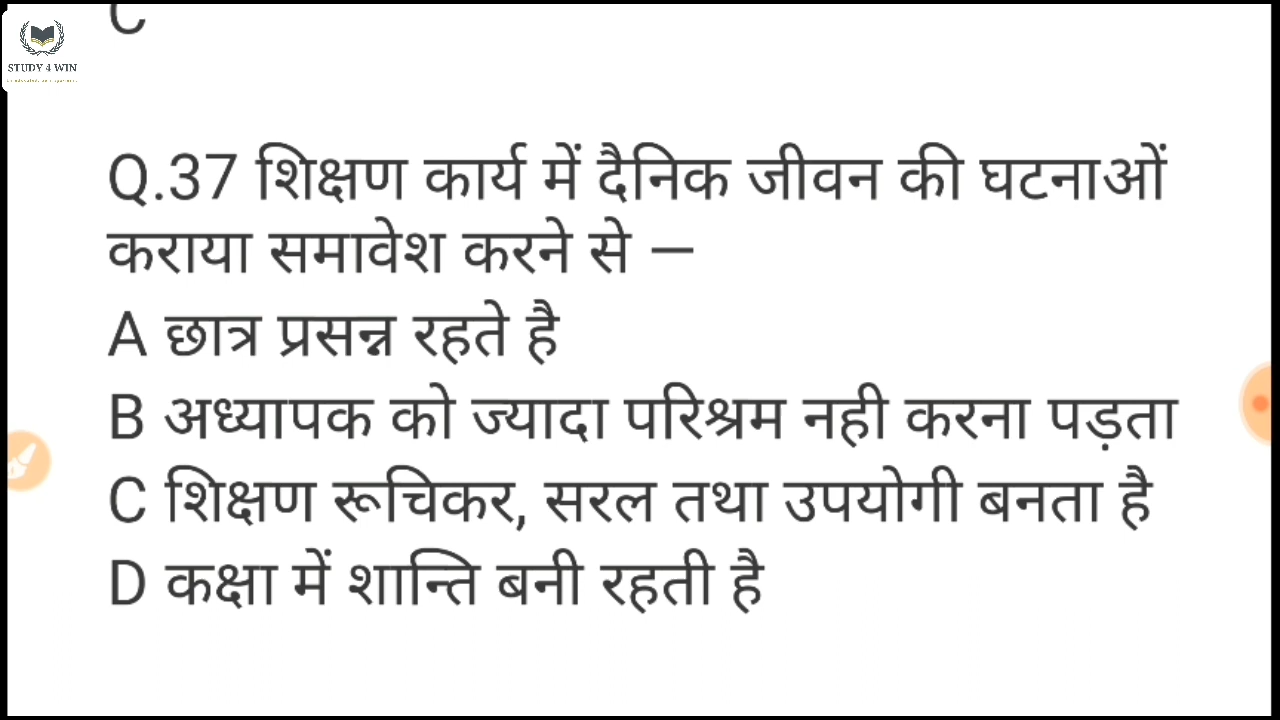 C
STUDY 4 WIN
Q.37 शिक्षण कार्य में दैनिक जीवन की घटनाओं
कराया समावेश करने से —
A छात्र प्रसन्न रहते है
B अध्यापक को ज्यादा परिश्रम नही करना पड़ता
C शिक्षण रूचिकर, सरल तथा उपयोगी बनता है
D कक्षा में शान्ति बनी रहती है